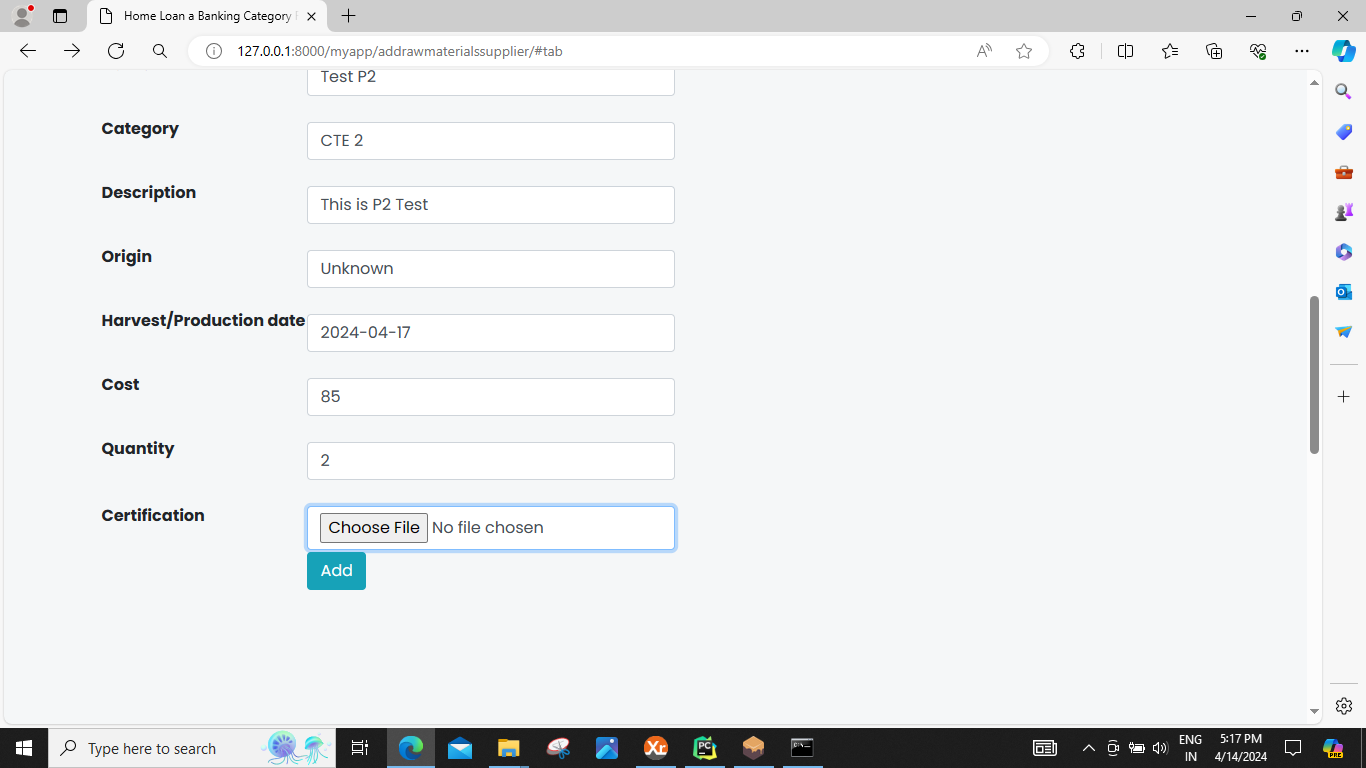 Home Loan a Banking Category
127.0.0.1:8000/myapp/addrawmaterialssupplier/#tab
Test P2
Category
CTE 2
Description
This is P2 Test
Origin
Unknown
Harvest/Production date
2024-04-17
Cost
85
Quantity
2
Certification
Choose File No file chosen
Add
Type here to search
ENG
IN
5:17 PM
4/14/2024